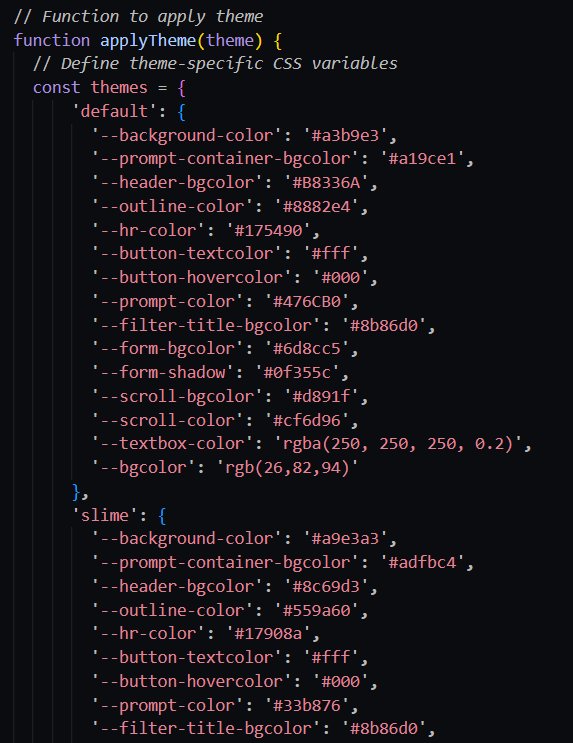 // Function to apply theme
function applyTheme(theme) {
// Define theme-specific CSS variables
const themes = {
'default': {
'--background-color': '#a3b9e3',
'--prompt-container-bgcolor': '#a19ce1',
'--header-bgcolor': '#B8336A',
'--outline-color': '#8882e4',
'--hr-color': '#175490',
'--button-textcolor': '#fff',
'--button-hovercolor': '#000',
'--prompt-color': '#476CB0',
'--filter-title-bgcolor': '#8b86d0',
'--form-bgcolor': '#6d8cc5',
'--form-shadow': '#0f355c',
'--scroll-bgcolor': '#d891f',
'--scroll-color': '#cf6d96',
'--textbox-color': 'rgba(250, 250, 250, 0.2)',
'--bgcolor': 'rgb(26,82,94)'
},
'slime': {
'--background-color': '#a9e3a3',
'--prompt-container-bgcolor': '#adfbc4',
'--header-bgcolor': '#8c69d3',
'--outline-color': '#559a60',
'--hr-color': '#17908a',
'--button-textcolor': '#fff',
'--button-hovercolor': '#000',
'--prompt-color': '#33b876',
'--filter-title-bgcolor': '#8b86d0',